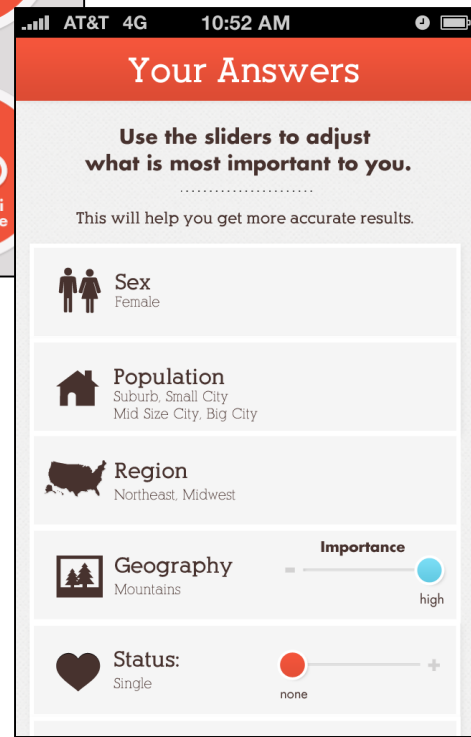 AT&T 4G 10:52 AM
Your Answers
Use the sliders to adjust
what is most important to you.
This will help you get more accurate results.
Sex
Female
Population
Suburb, Small City
Mid Size City, Big City
Region
Northeast, Midwest
Importance
Geography
Mountains
- 
high
Status:
Single
+
none